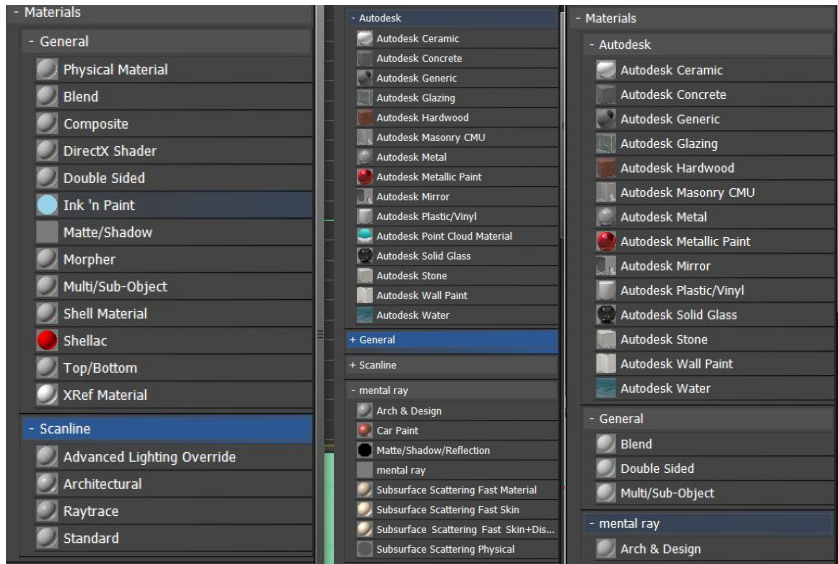 - Materials
- General
Physical Material
Blend
Composite
DirectX Shader
Double Sided
Ink 'n Paint
Matte/Shadow
Morpher
Multi/Sub-Object
Shell Material
Shellac
Top/Bottom
XRef Material
- Scanline
Advanced Lighting Override
Architectural
Raytrace
Standard
- Autodesk
Autodesk Ceramic
Autodesk Concrete
Autodesk Generic
Autodesk Glazing
Autodesk Hardwood
Autodesk Masonry CMU
Autodesk Metal
Autodesk Metallic Paint
Autodesk Mirror
Autodesk Plastic/Vinyl
Autodesk Point Cloud Material
Autodesk Solid Glass
Autodesk Stone
Autodesk Wall Paint
Autodesk Water
+ General
+ Scanline
- mental ray
Arch & Design
Car Paint
Matte/Shadow/Reflection
mental ray
Subsurface Scattering Fast Material
Subsurface Scattering Fast Skin
Subsurface Scattering Fast Skin+Dis...
Subsurface Scattering Physical
- Materials
- Autodesk
Autodesk Ceramic
Autodesk Concrete
Autodesk Generic
Autodesk Glazing
Autodesk Hardwood
Autodesk Masonry CMU
Autodesk Metal
Autodesk Metallic Paint
Autodesk Mirror
Autodesk Plastic/Vinyl
Autodesk Solid Glass
Autodesk Stone
Autodesk Wall Paint
Autodesk Water
- General
Blend
Double Sided
Multi/Sub-Object
- mental ray
Arch & Design